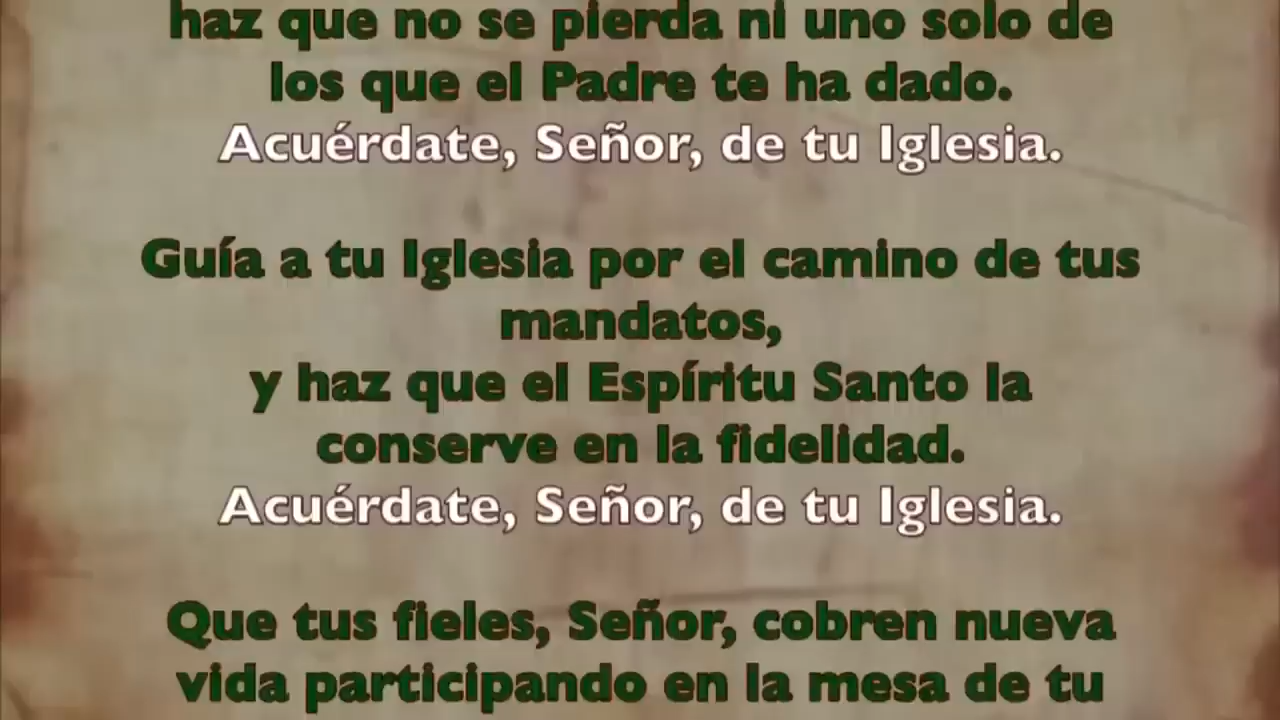 haz que no se pierda ni uno solo de
los que el Padre te ha dado.
Acuérdate, Señor, de tu Iglesia.
Guía a tu Iglesia por el camino de tus
mandatos,
y haz que el Espíritu Santo la
conserve en la fidelidad.
Acuérdate, Señor, de tu Iglesia.
Que tus fieles, Señor, cobren nueva
vida participando en la mesa de tu